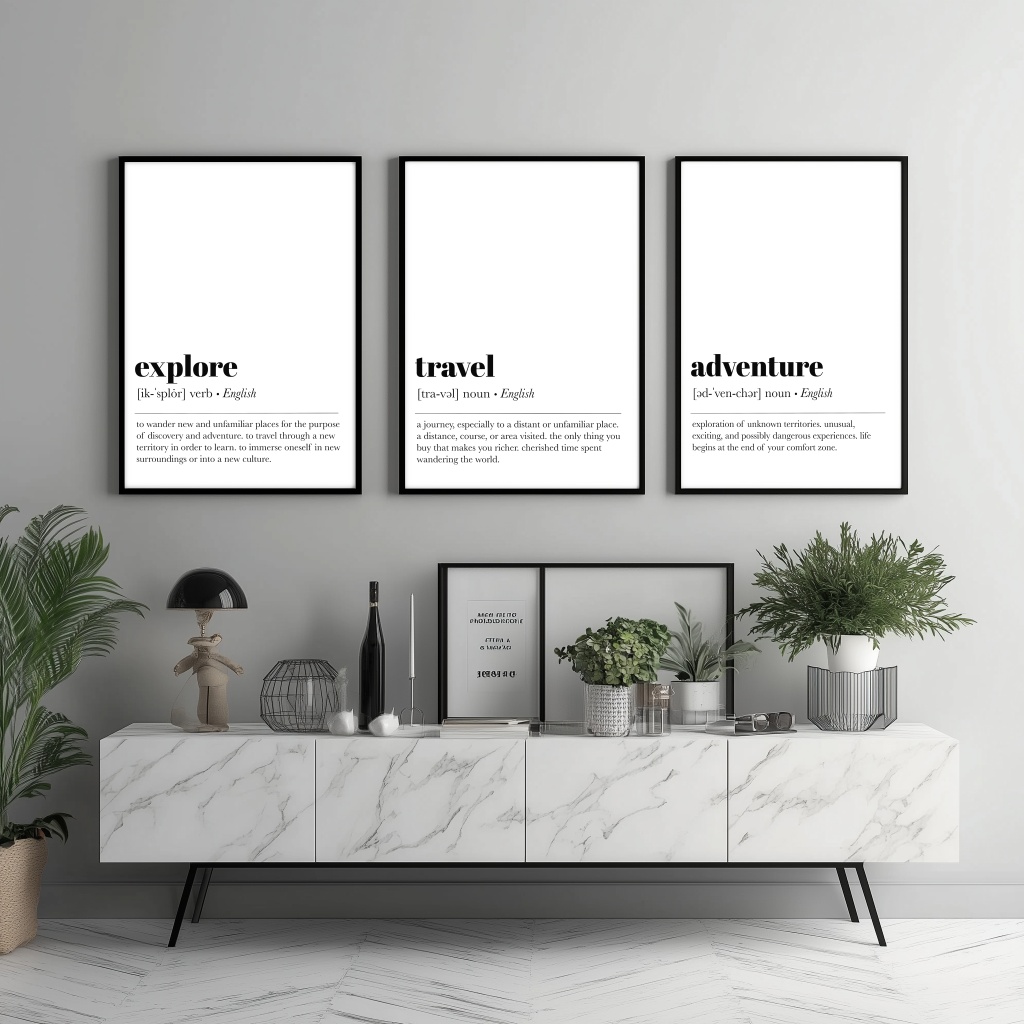 explore
[ik-ˈsplȯr] verb • English
to wander new and unfamiliar places for the purpose
of discovery and adventure. to travel through a new
territory in order to learn. to immerse oneself in new
surroundings or into a new culture.
travel
[tra-vəl] noun • English
a journey, especially to a distant or unfamiliar place.
a distance, course, or area visited. the only thing you
buy that makes you richer. cherished time spent
wandering the world.
adventure
[əd-ˈven-chər] noun • English
exploration of unknown territories. unusual,
exciting, and possibly dangerous experiences. life
begins at the end of your comfort zone.